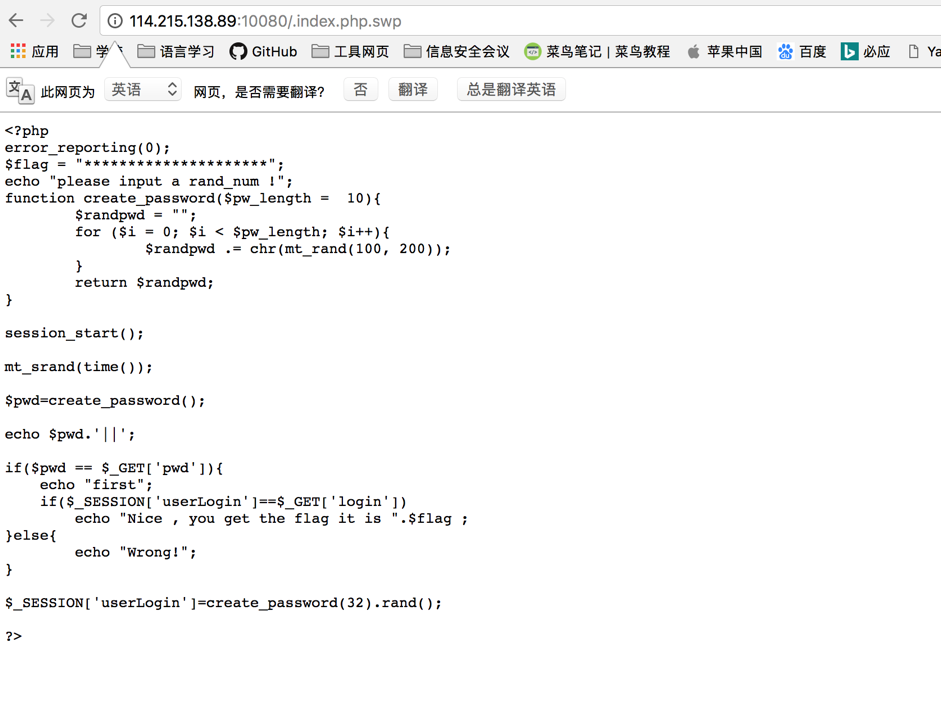 114.215.138.89:10080/.index.php.swp
应用 语言学习 GitHub 工具网页 信息安全会议 菜鸟笔记 | 菜鸟教程 苹果中国 百度 必应
此网页为 英语 网页，是否需要翻译？ 否 翻译 总是翻译英语
<?php
error_reporting(0);
$flag = "*********************";
echo "please input a rand_num !";
function create_password($pw_length =  10){
        $randpwd = "";
        for ($i = 0; $i < $pw_length; $i++){
                $randpwd .= chr(mt_rand(100, 200));
        }
        return $randpwd;
}
session_start();
mt_srand(time());
$pwd=create_password();
echo $pwd.'||';
if($pwd == $_GET['pwd']){
    echo "first";
    if($_SESSION['userLogin']==$_GET['login'])
        echo "Nice , you get the flag it is ".$flag ;
}else{
        echo "Wrong!";
}
$_SESSION['userLogin']=create_password(32).rand();
?>